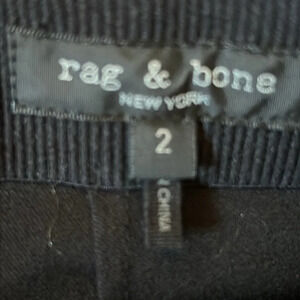 rag & bone
NEW YORK
2
CHINA